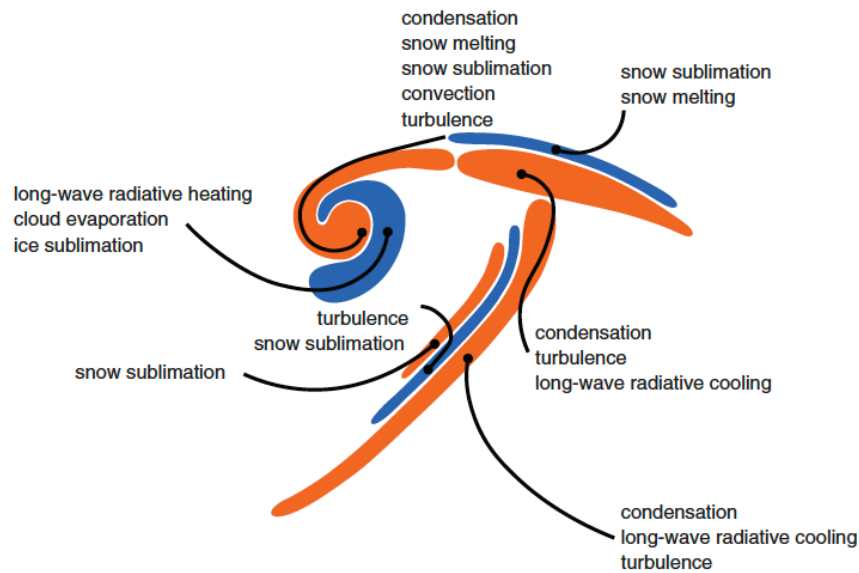 condensation
snow melting
snow sublimation
convection
turbulence
snow sublimation
snow melting
long-wave radiative heating
cloud evaporation
ice sublimation
turbulence
snow sublimation
snow sublimation
condensation
turbulence
long-wave radiative cooling
condensation
long-wave radiative cooling
turbulence